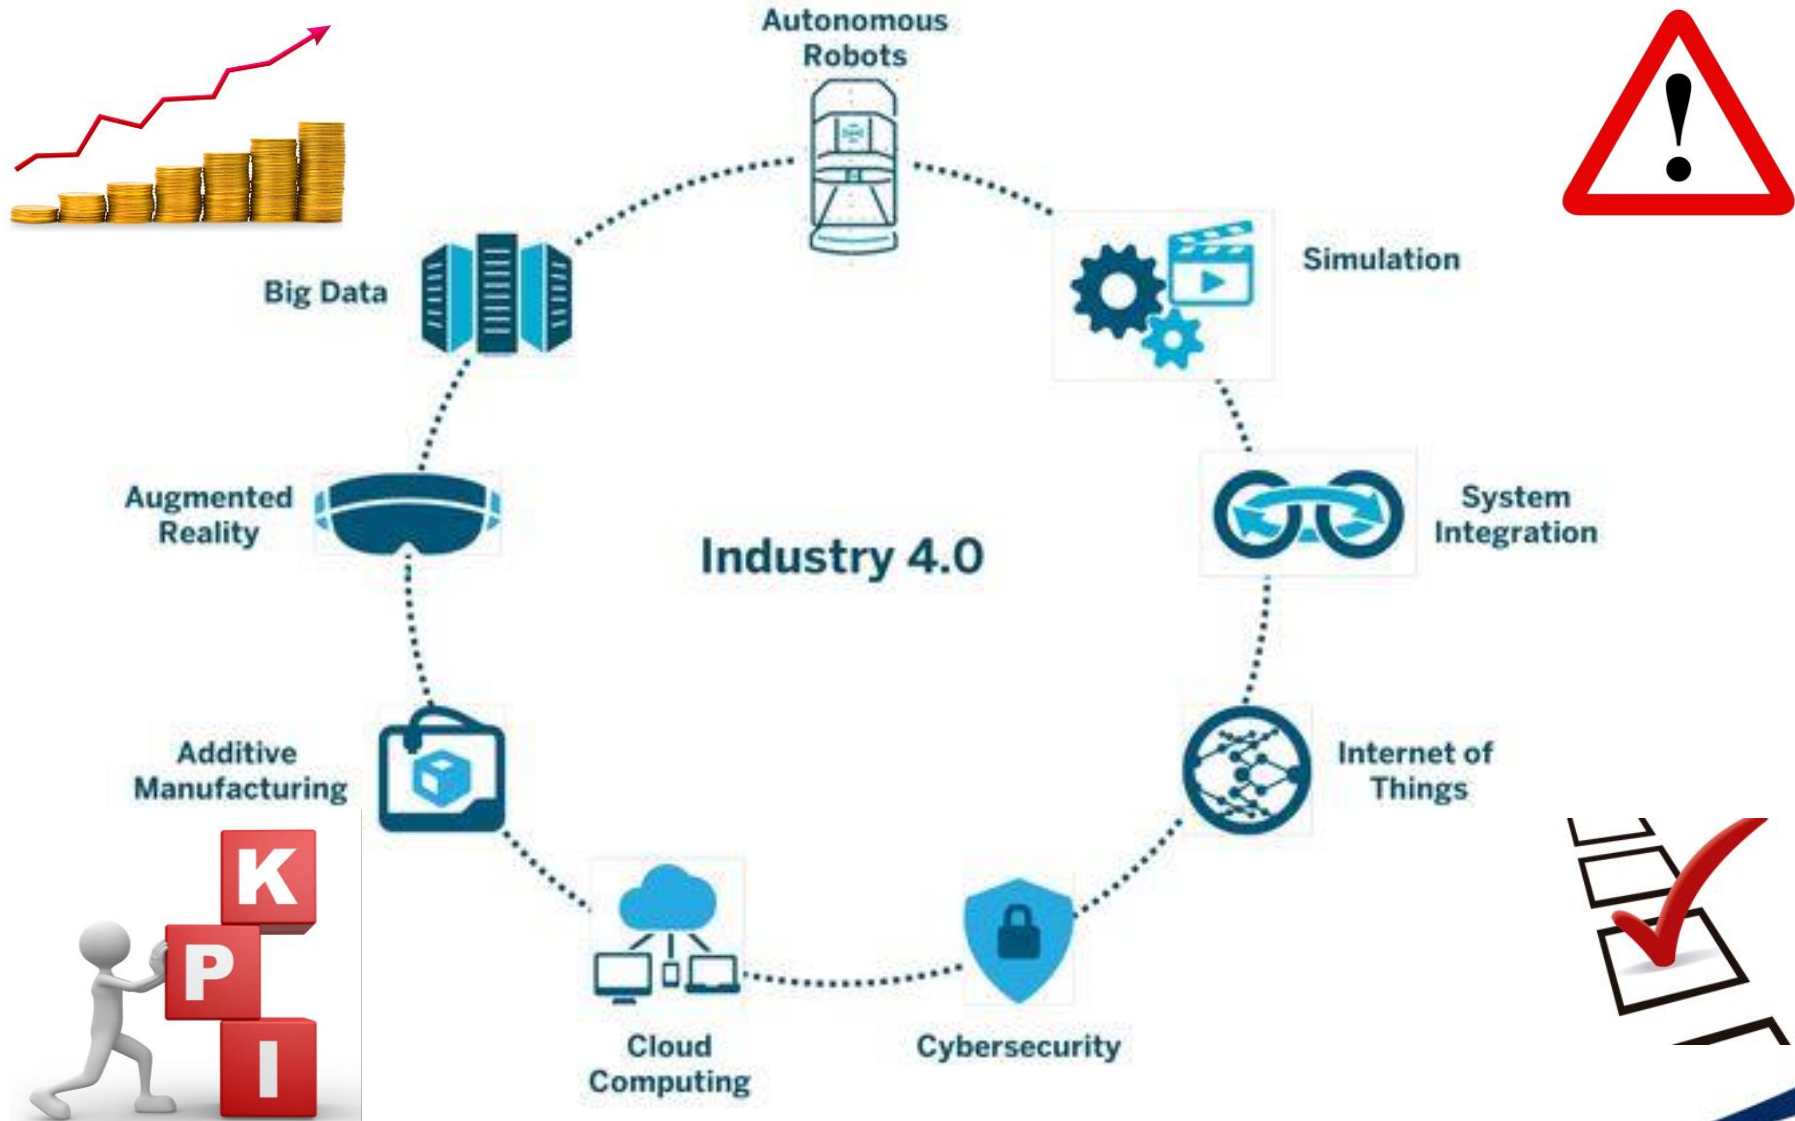 Autonomous
Robots
Simulation
Big Data
System
Integration
Augmented
Reality
Industry 4.0
Internet of
Things
Additive
Manufacturing
K
P
I
Cloud
Computing
Cybersecurity